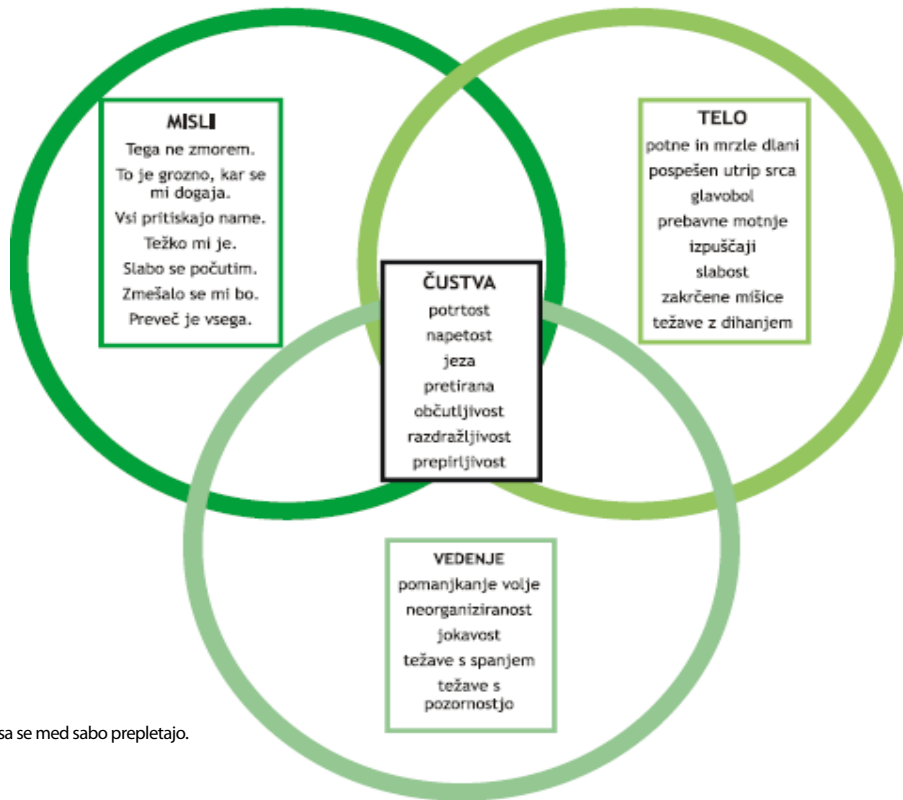 MISLI
Tega ne zmorem.
To je grozno, kar se
mi dogaja.
Vsi pritiskajo name.
Težko mi je.
Slabo se počutim.
Zmešalo se mi bo.
Preveč je vsega.
TELO
potne in mrzle dlani
pospešen utrip srca
glavobol
prebavne motnje
izpuščaji
slabost
zakrčene mišice
težave z dihanjem
ČUSTVA
potrtost
napetost
jeza
pretirana
občutljivost
razdražljivost
prepirljivost
VEDENJE
pomanjkanje volje
neorganiziranost
jokavost
težave s spanjem
težave s
pozornostjo
sa se med sabo prepletajo.